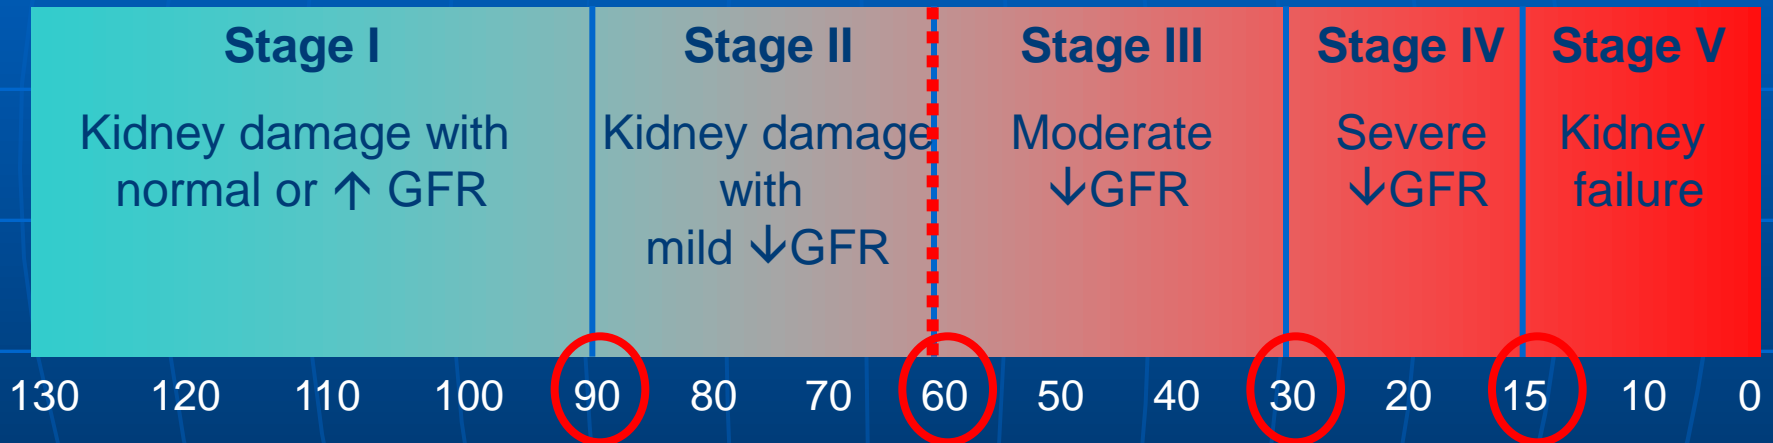 Stage I Stage II Stage III Stage IV Stage V
Kidney damage with
normal or ↑ GFR
Kidney damage
with
mild ↓GFR
Moderate
↓GFR
Severe
↓GFR
Kidney
failure
130 120 110 100 90 80 70 60 50 40 30 20 15 10 0